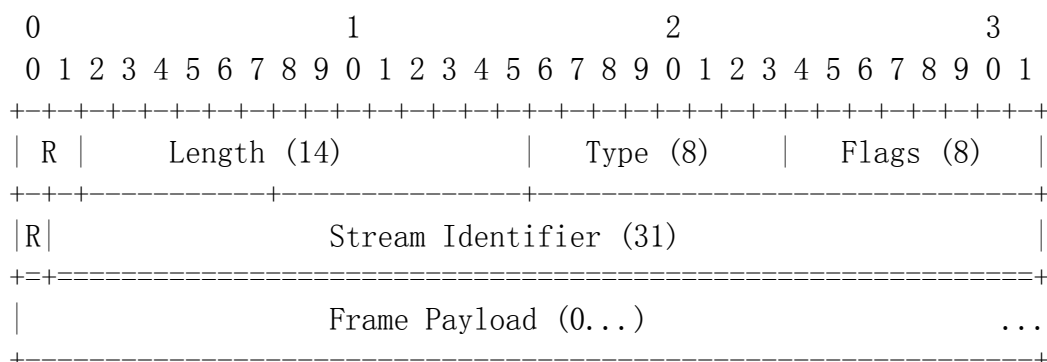 0                   1                   2                   3
0 1 2 3 4 5 6 7 8 9 0 1 2 3 4 5 6 7 8 9 0 1 2 3 4 5 6 7 8 9 0 1
+-+-+-+-+-+-+-+-+-+-+-+-+-+-+-+-+-+-+-+-+-+-+-+-+-+-+-+-+-+-+-+-+
| R |     Length (14)           |   Type (8)    |   Flags (8)   |
+-+-+-----------+---------------+-------------------------------+
|R|                 Stream Identifier (31)                      |
+=+=============================================================+
|                   Frame Payload (0...)                      ...
+---------------------------------------------------------------+